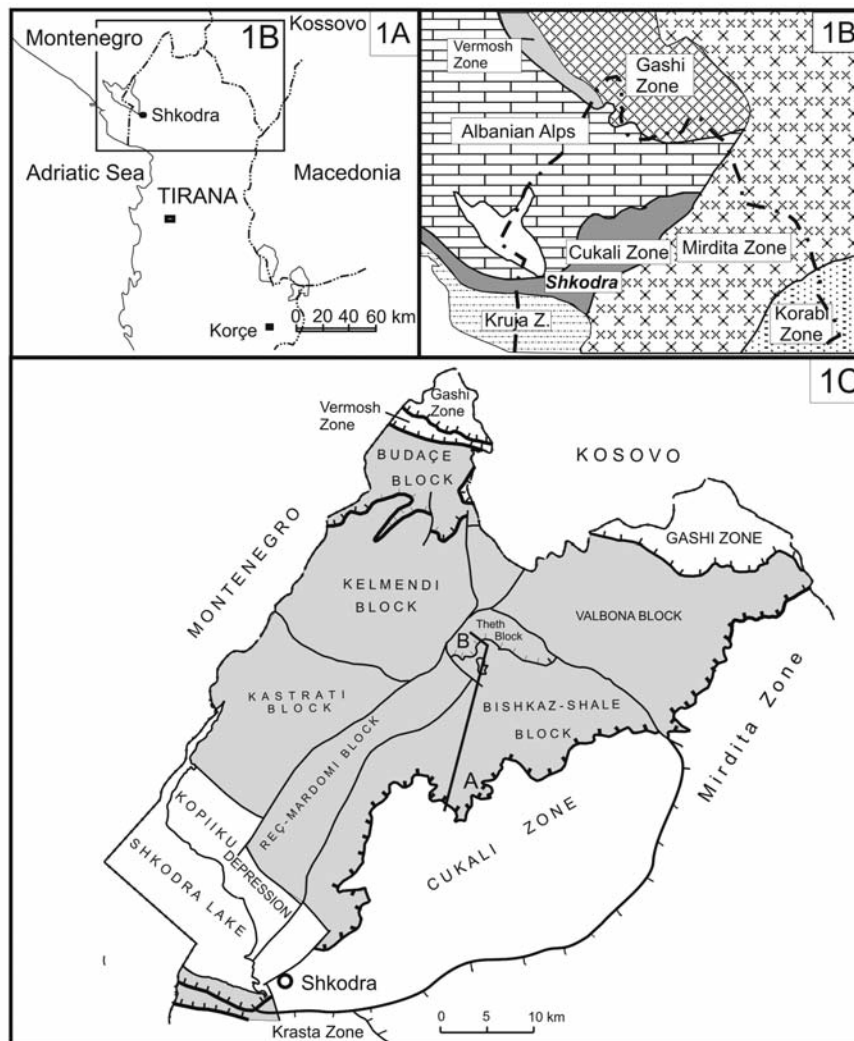 Montenegro
1B
Kossovo
1A
Shkodra
Adriatic Sea
TIRANA
Macedonia
Korçe
0 20 40 60 km
1B
Vermosh
Zone
Gashi
Zone
Albanian Alps
Cukali Zone
Mirdita Zone
Shkodra
Kruja Z.
Korabi
Zone
1C
Gashi
Zone
Vermosh
Zone
BUDAÇE
BLOCK
KOSOVO
MONTENEGRO
GASHI ZONE
KELMENDI
BLOCK
VALBONA BLOCK
Theth
Block
B
KASTRATI
BLOCK
BISHKAZ-SHALE
BLOCK
REÇ-MARDOMI BLOCK
A
Mirdita Zone
KOPIIKU
DEPRESSION
SHKODRA LAKE
CUKALI ZONE
Shkodra
Krasta Zone
0 5 10 km